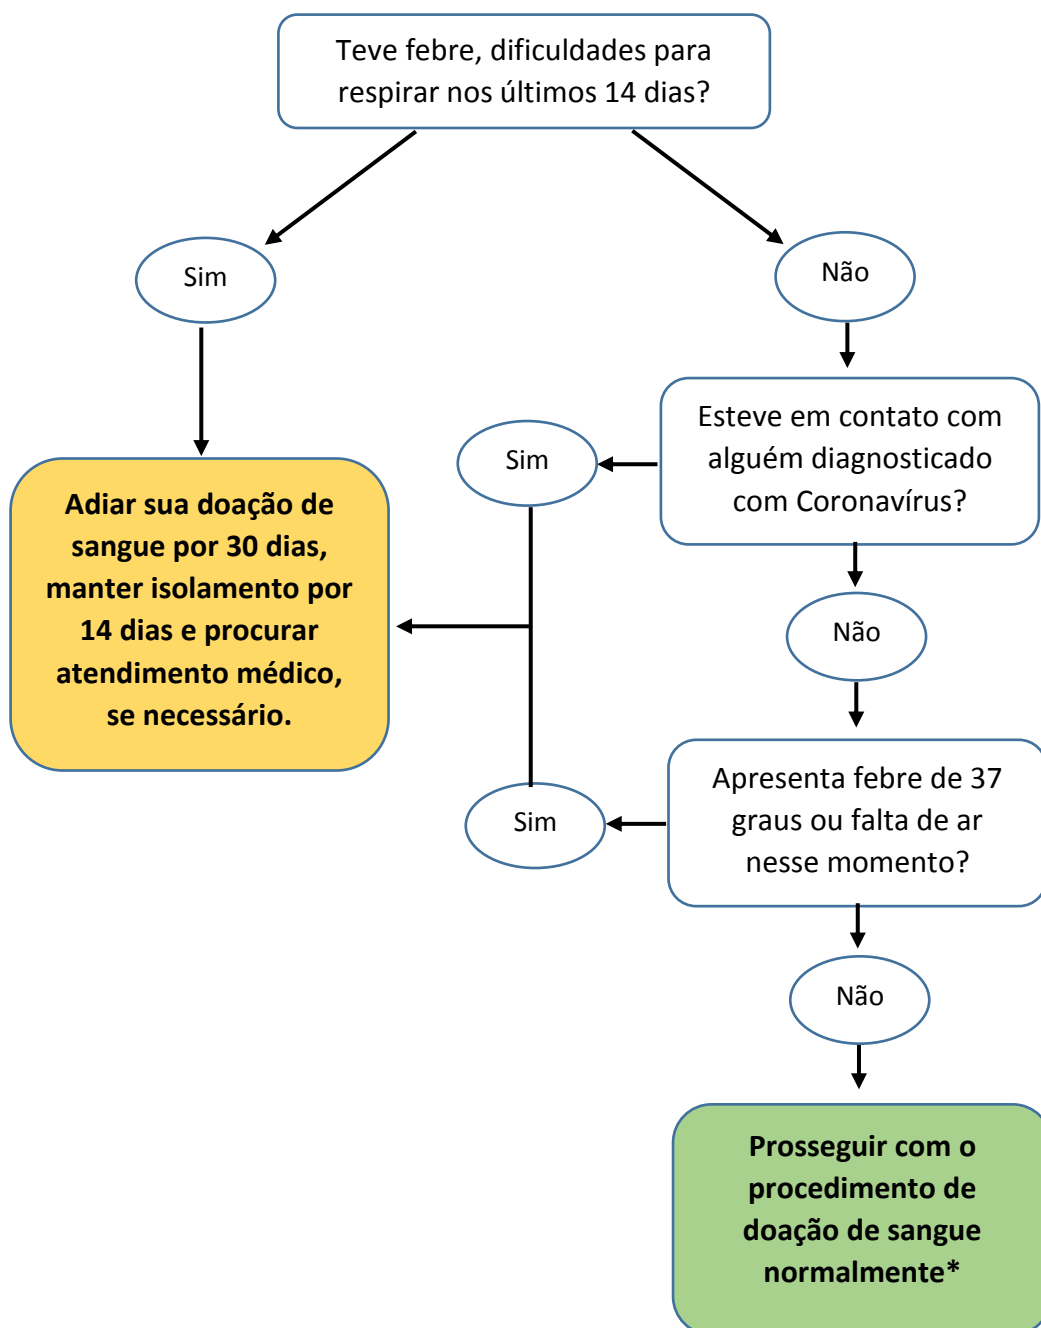 Teve febre, dificuldades para
respirar nos últimos 14 dias?
Sim
Não
Esteve em contato com
alguém diagnosticado
com Coronavírus?
Sim
Adiar sua doação de
sangue por 30 dias,
manter isolamento por
14 dias e procurar
atendimento médico,
se necessário.
Não
Apresenta febre de 37
graus ou falta de ar
nesse momento?
Sim
Não
Prosseguir com o
procedimento de
doação de sangue
normalmente*